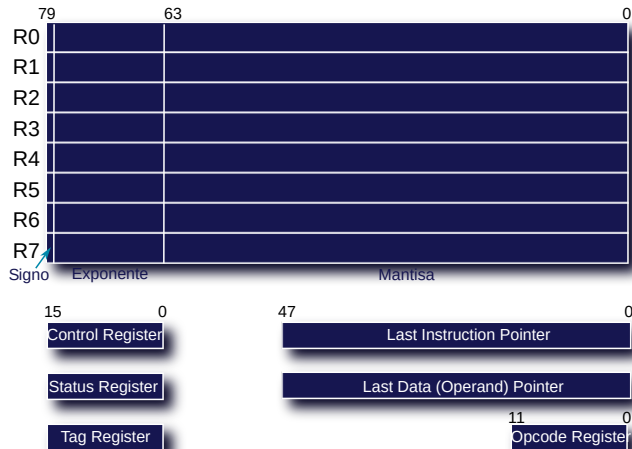 79 63 0
R0
R1
R2
R3
R4
R5
R6
R7
Signo Exponente Mantisa
15 0 47 0
Control Register Last Instruction Pointer
Status Register Last Data (Operand) Pointer
11 0
Tag Register Opcode Register